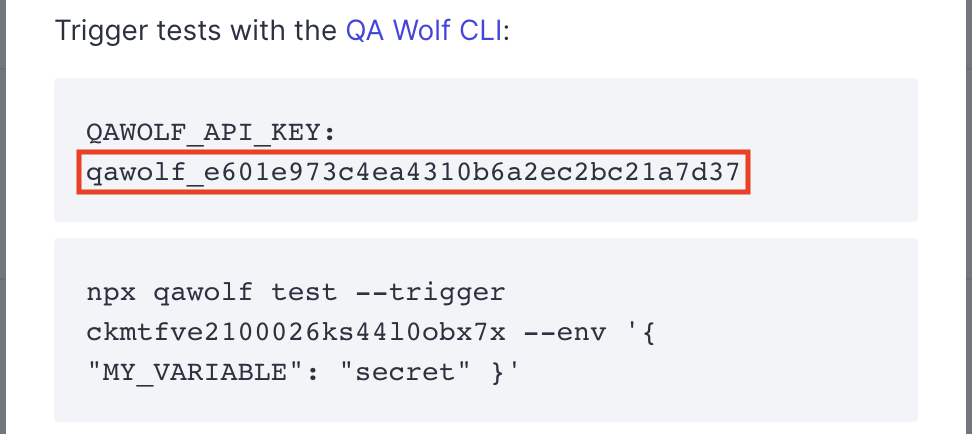 Trigger tests with the QA Wolf CLI:
QAWOLF_API_KEY:
qawolf_e601e973c4ea4310b6a2ec2bc21a7d37
npx qawolf test --trigger
ckmtfve2100026ks44l0obx7x --env '{
"MY_VARIABLE": "secret" }'